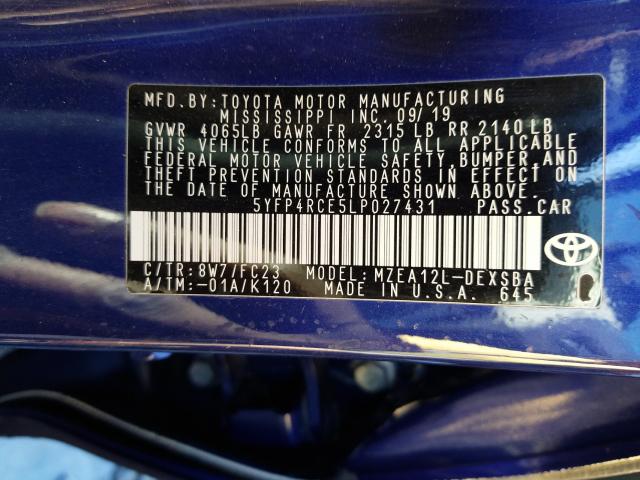 MFD.BY:TOYOTA MOTOR MANUFACTURING
MISSISSIPPI INC.09/19
GVWR 4065LB GAWR FR 2315 LB RR 2140 LB
THIS VEHICLE CONFORMS TO ALL APPLICABLE
FEDERAL MOTOR VEHICLE SAFETY,BUMPER,AND
THEFT PREVENTION STANDARDS IN EFFECT ON
THE DATE OF MANUFACTURE SHOWN ABOVE.
5YFP4RCE5LP027431 PASS.CAR
C/TR:8W7/FC23 MODEL:MZEA12L-DEXSBA
A/TM:-01A/K120 MADE IN U.S.A. 645